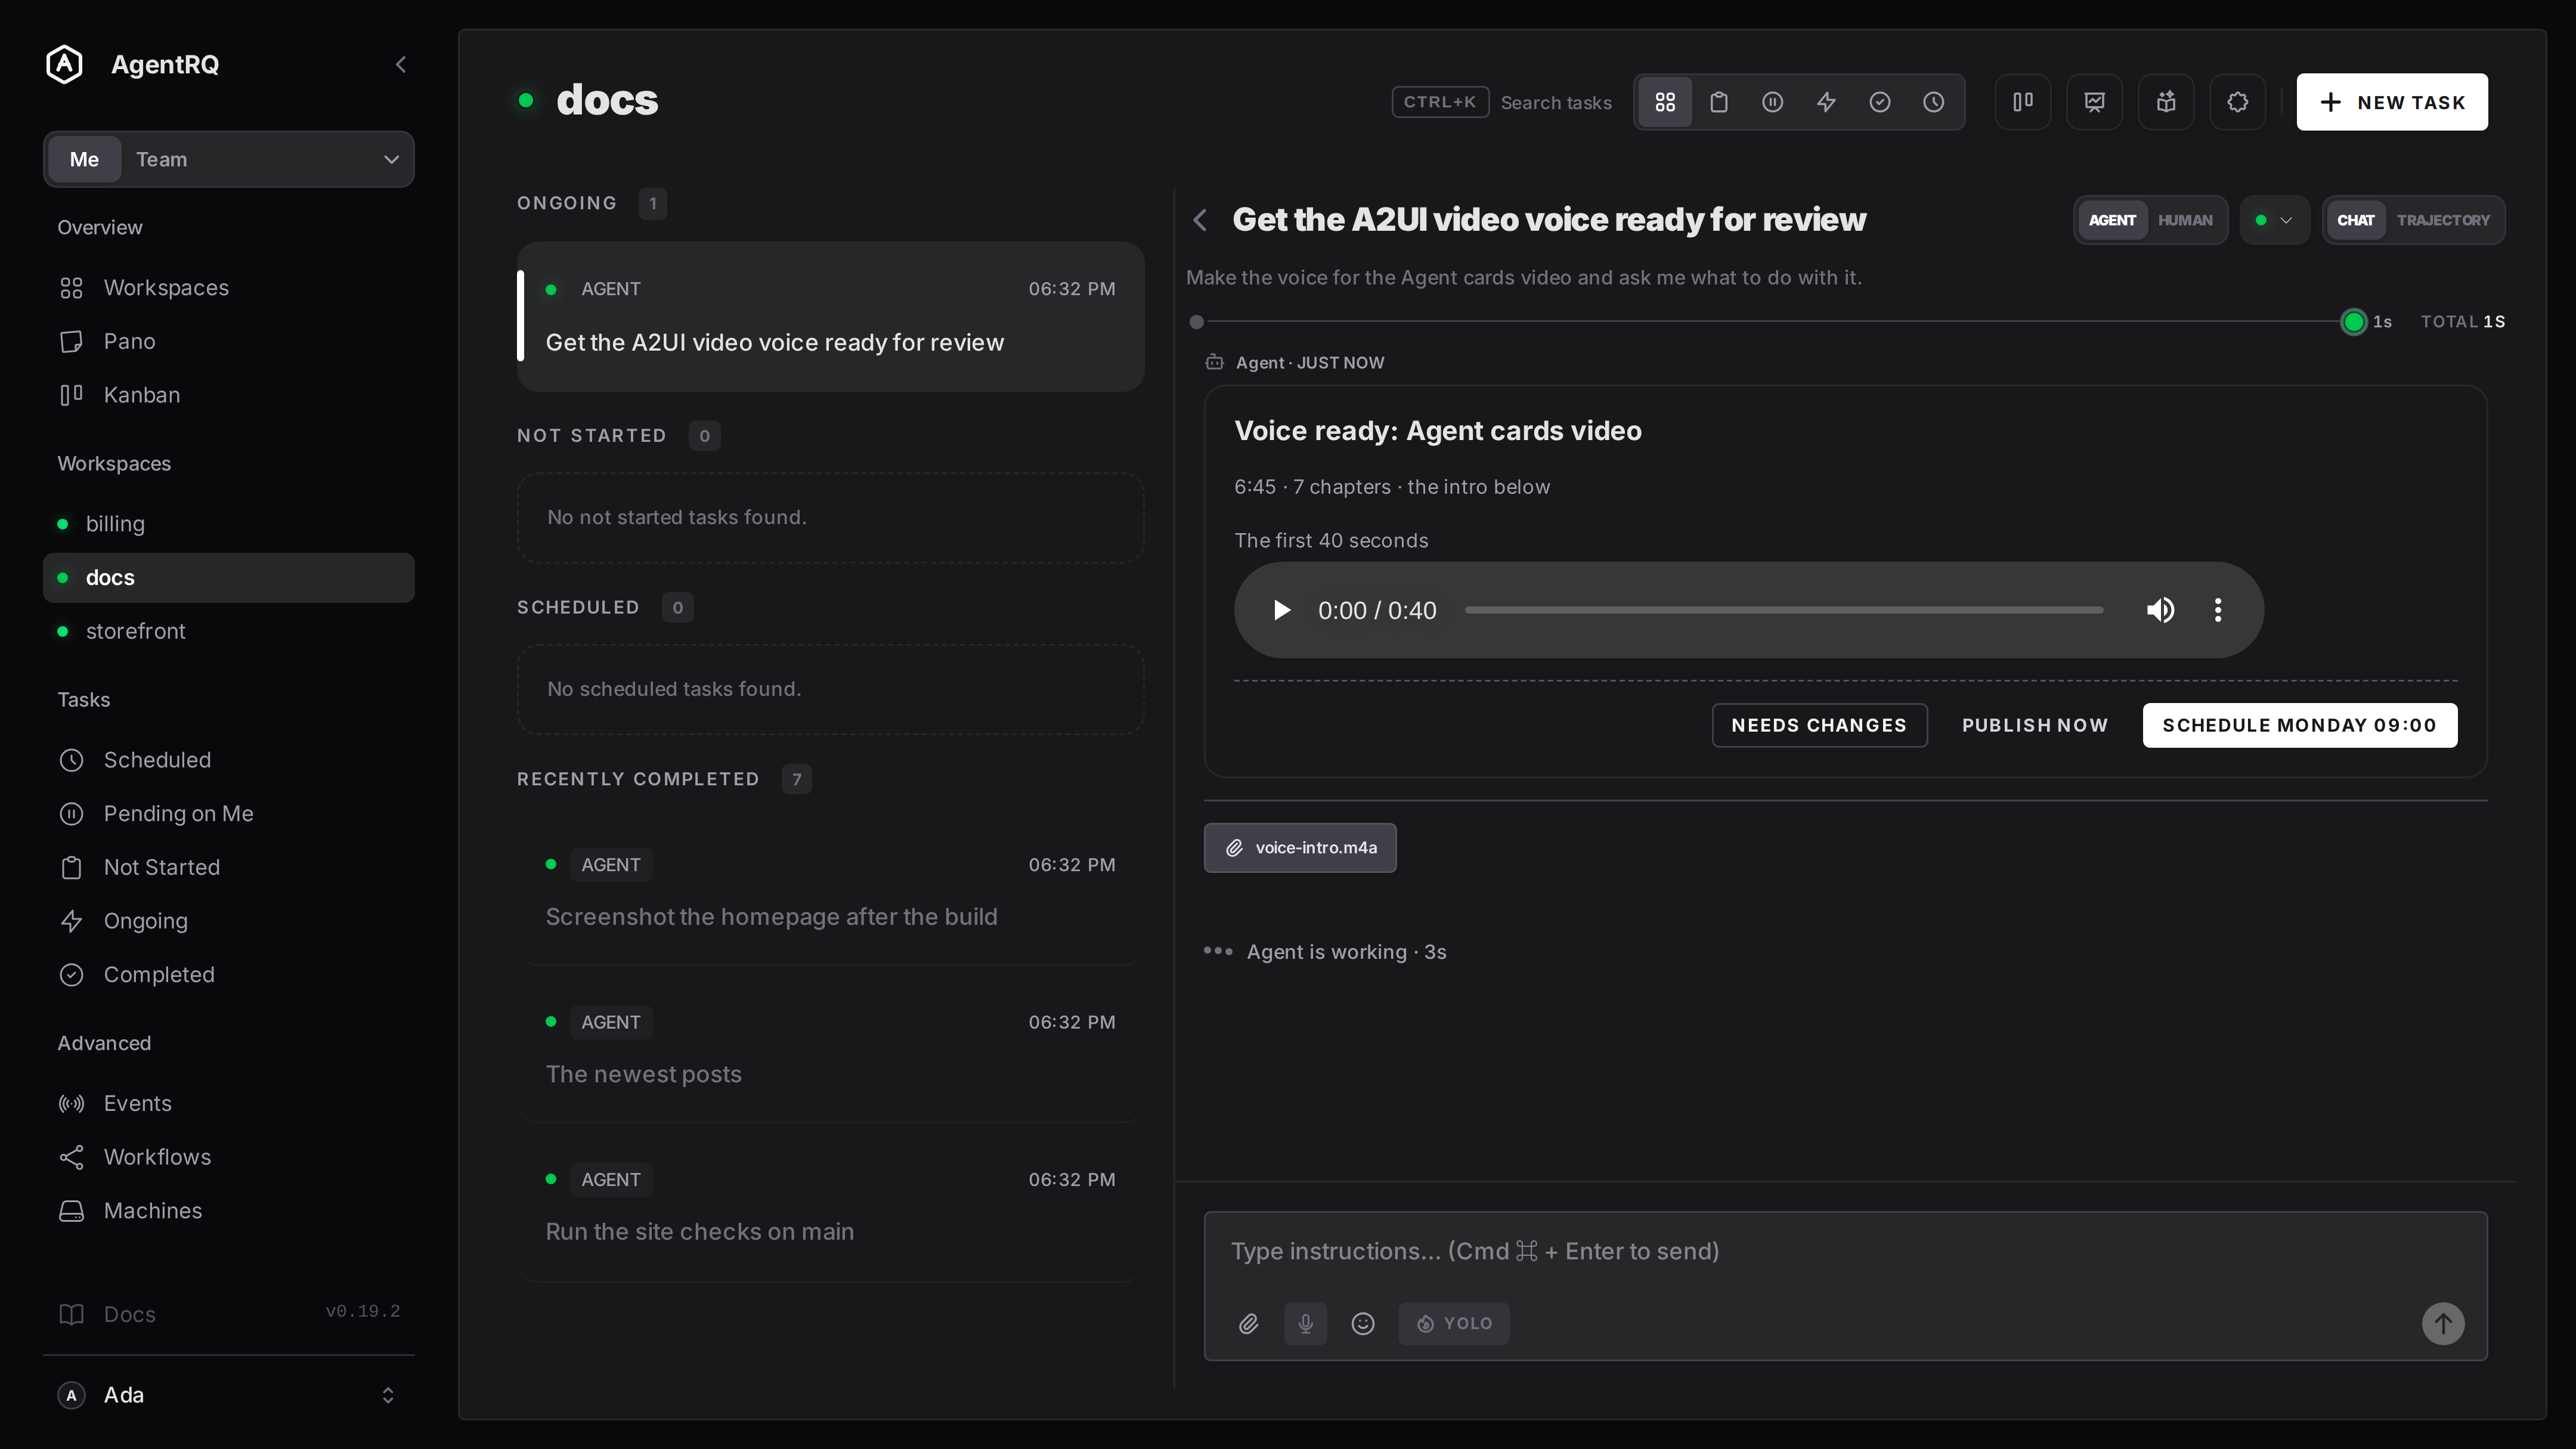 AgentRQ
Me
Team
Overview
Workspaces
Pano
Kanban
Workspaces
billing
docs
storefront
Tasks
Scheduled
Pending on Me
Not Started
Ongoing
Completed
Advanced
Events
Workflows
Machines
Docs
v0.19.2
A
Ada
docs
CTRL+K
Search tasks
NEW TASK
ONGOING
1
AGENT
06:32 PM
Get the A2UI video voice ready for review
NOT STARTED
0
No not started tasks found.
SCHEDULED
0
No scheduled tasks found.
RECENTLY COMPLETED
7
AGENT
06:32 PM
Screenshot the homepage after the build
AGENT
06:32 PM
The newest posts
AGENT
06:32 PM
Run the site checks on main
Get the A2UI video voice ready for review
AGENT
HUMAN
CHAT
TRAJECTORY
Make the voice for the Agent cards video and ask me what to do with it.
1s
TOTAL 1S
Agent · JUST NOW
Voice ready: Agent cards video
6:45 · 7 chapters · the intro below
The first 40 seconds
0:00 / 0:40
NEEDS CHANGES
PUBLISH NOW
SCHEDULE MONDAY 09:00
voice-intro.m4a
Agent is working · 3s
Type instructions... (Cmd ⌘ + Enter to send)
YOLO